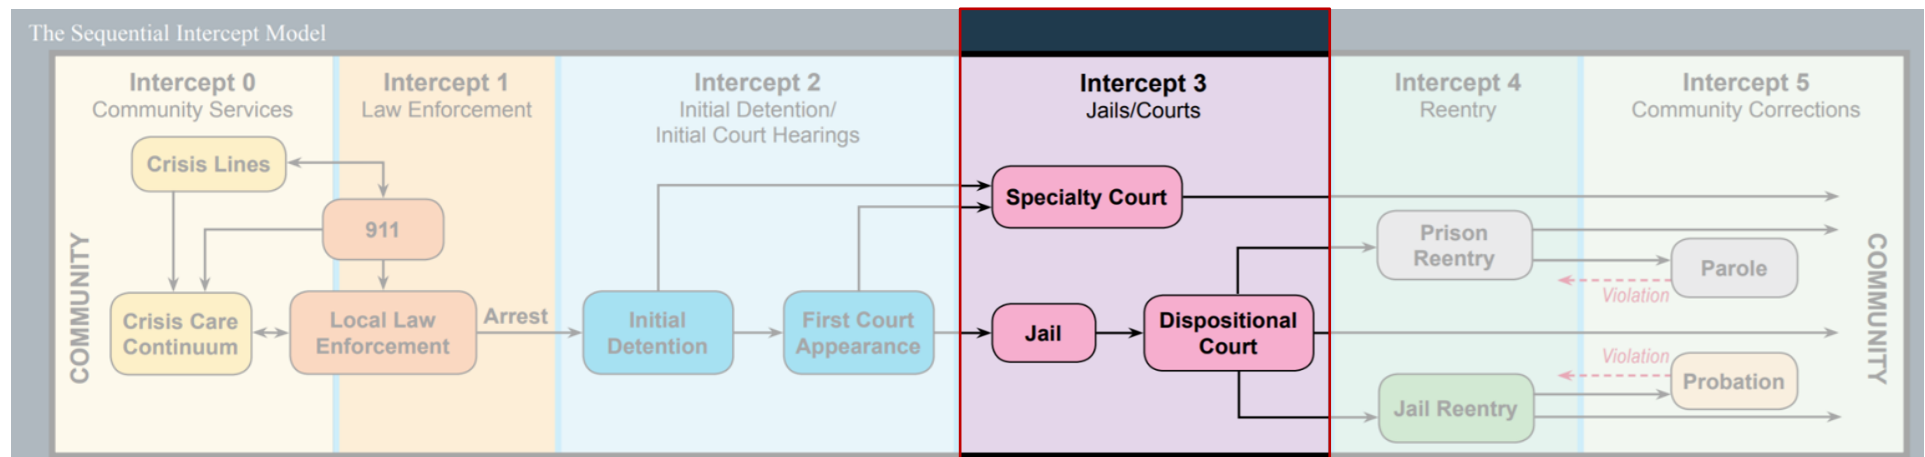 The Sequential Intercept Model
Intercept 0
Community Services
Intercept 1
Law Enforcement
Intercept 2
Initial Detention/
Initial Court Hearings
Intercept 3
Jails/Courts
Intercept 4
Reentry
Intercept 5
Community Corrections
COMMUNITY
Crisis Lines
911
Crisis Care
Continuum
Local Law
Enforcement
Arrest
Initial
Detention
First Court
Appearance
Specialty Court
Jail
Dispositional
Court
Prison
Reentry
Parole
Violation
Jail Reentry
Violation
Probation
COMMUNITY